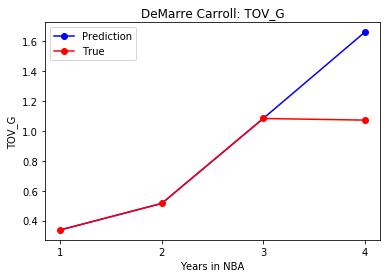 DeMarre Carroll: TOV_G
Prediction
True
TOV_G
1.6
1.4
1.2
1.0
0.8
0.6
0.4
1 2 3 4
Years in NBA